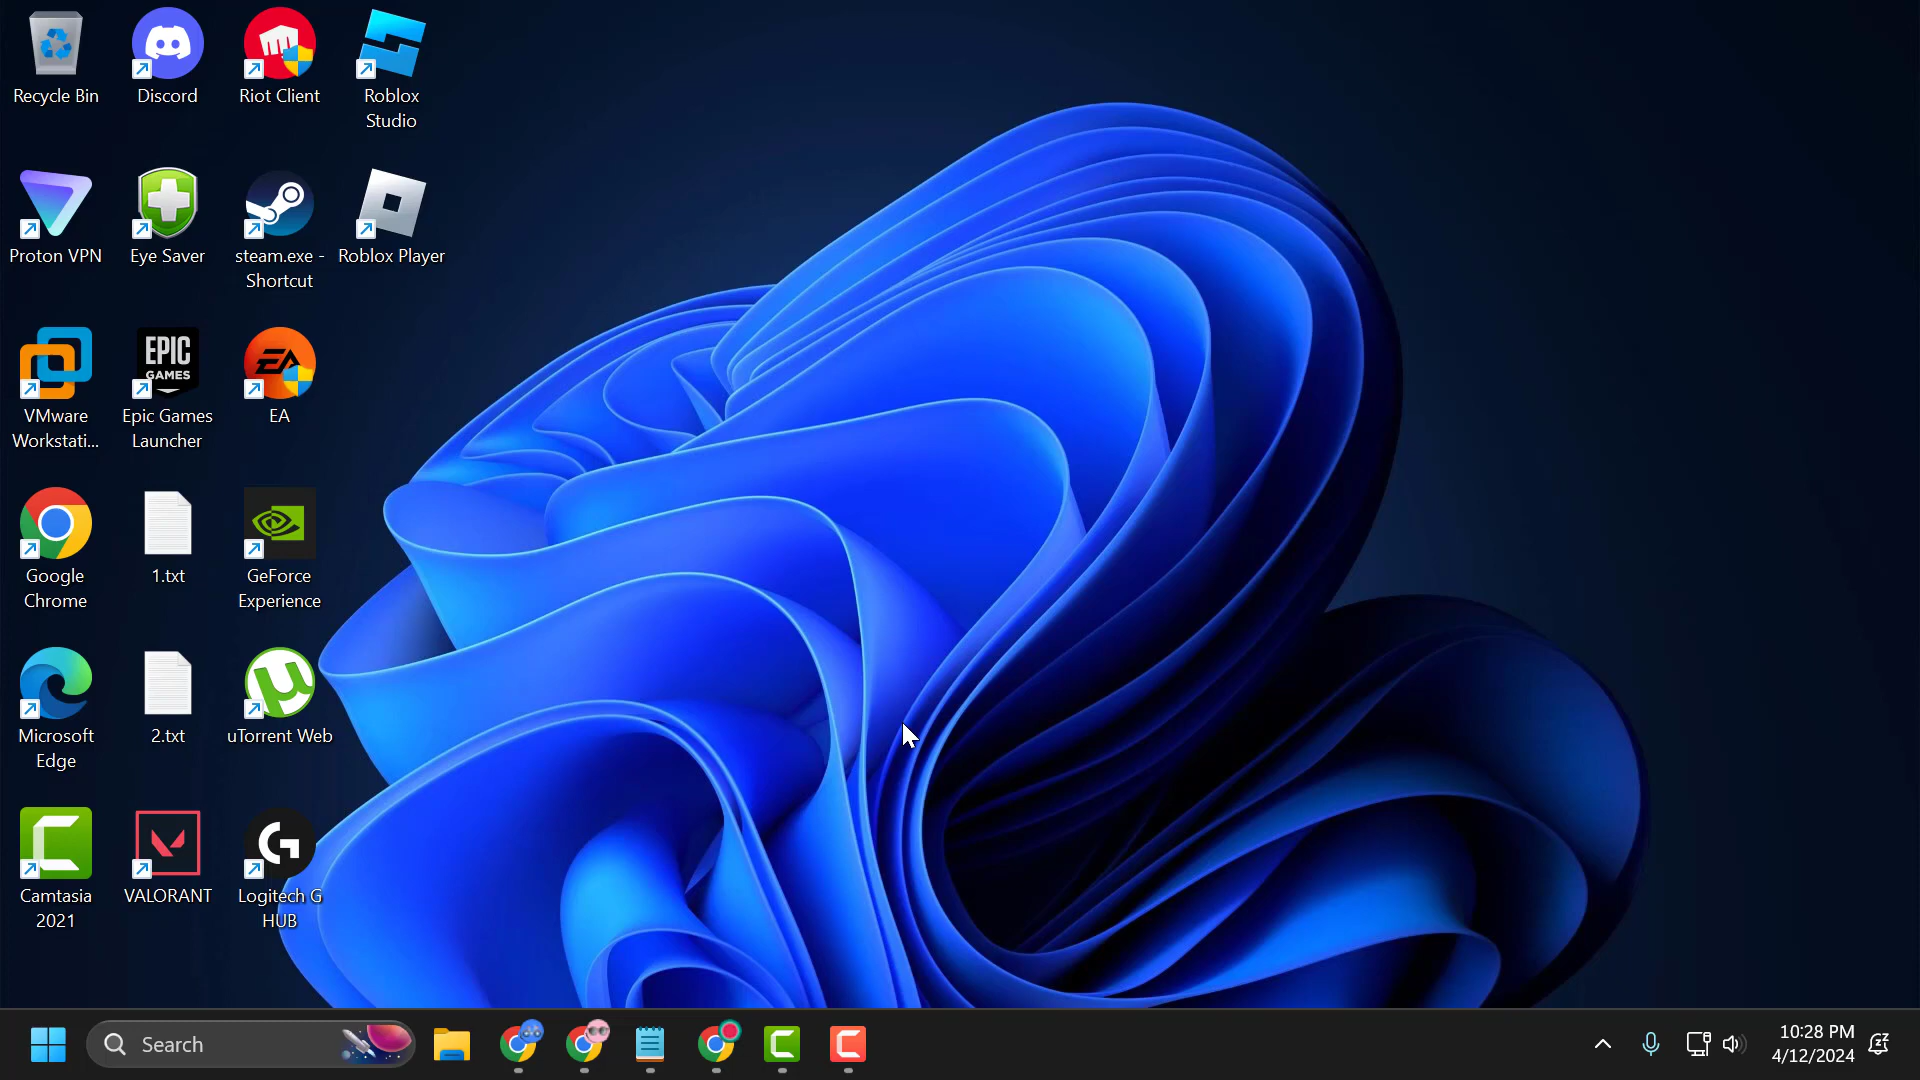 Recycle Bin
Discord
Riot Client
Roblox
Studio
Proton VPN
Eye Saver
steam.exe -
Shortcut
Roblox Player
VMware
Workstati...
EPIC
GAMES
Epic Games
Launcher
EA
EA
Google
Chrome
1.txt
GeForce
Experience
Microsoft
Edge
2.txt
uTorrent Web
Camtasia
2021
VALORANT
Logitech G
HUB
Search
10:28 PM
4/12/2024